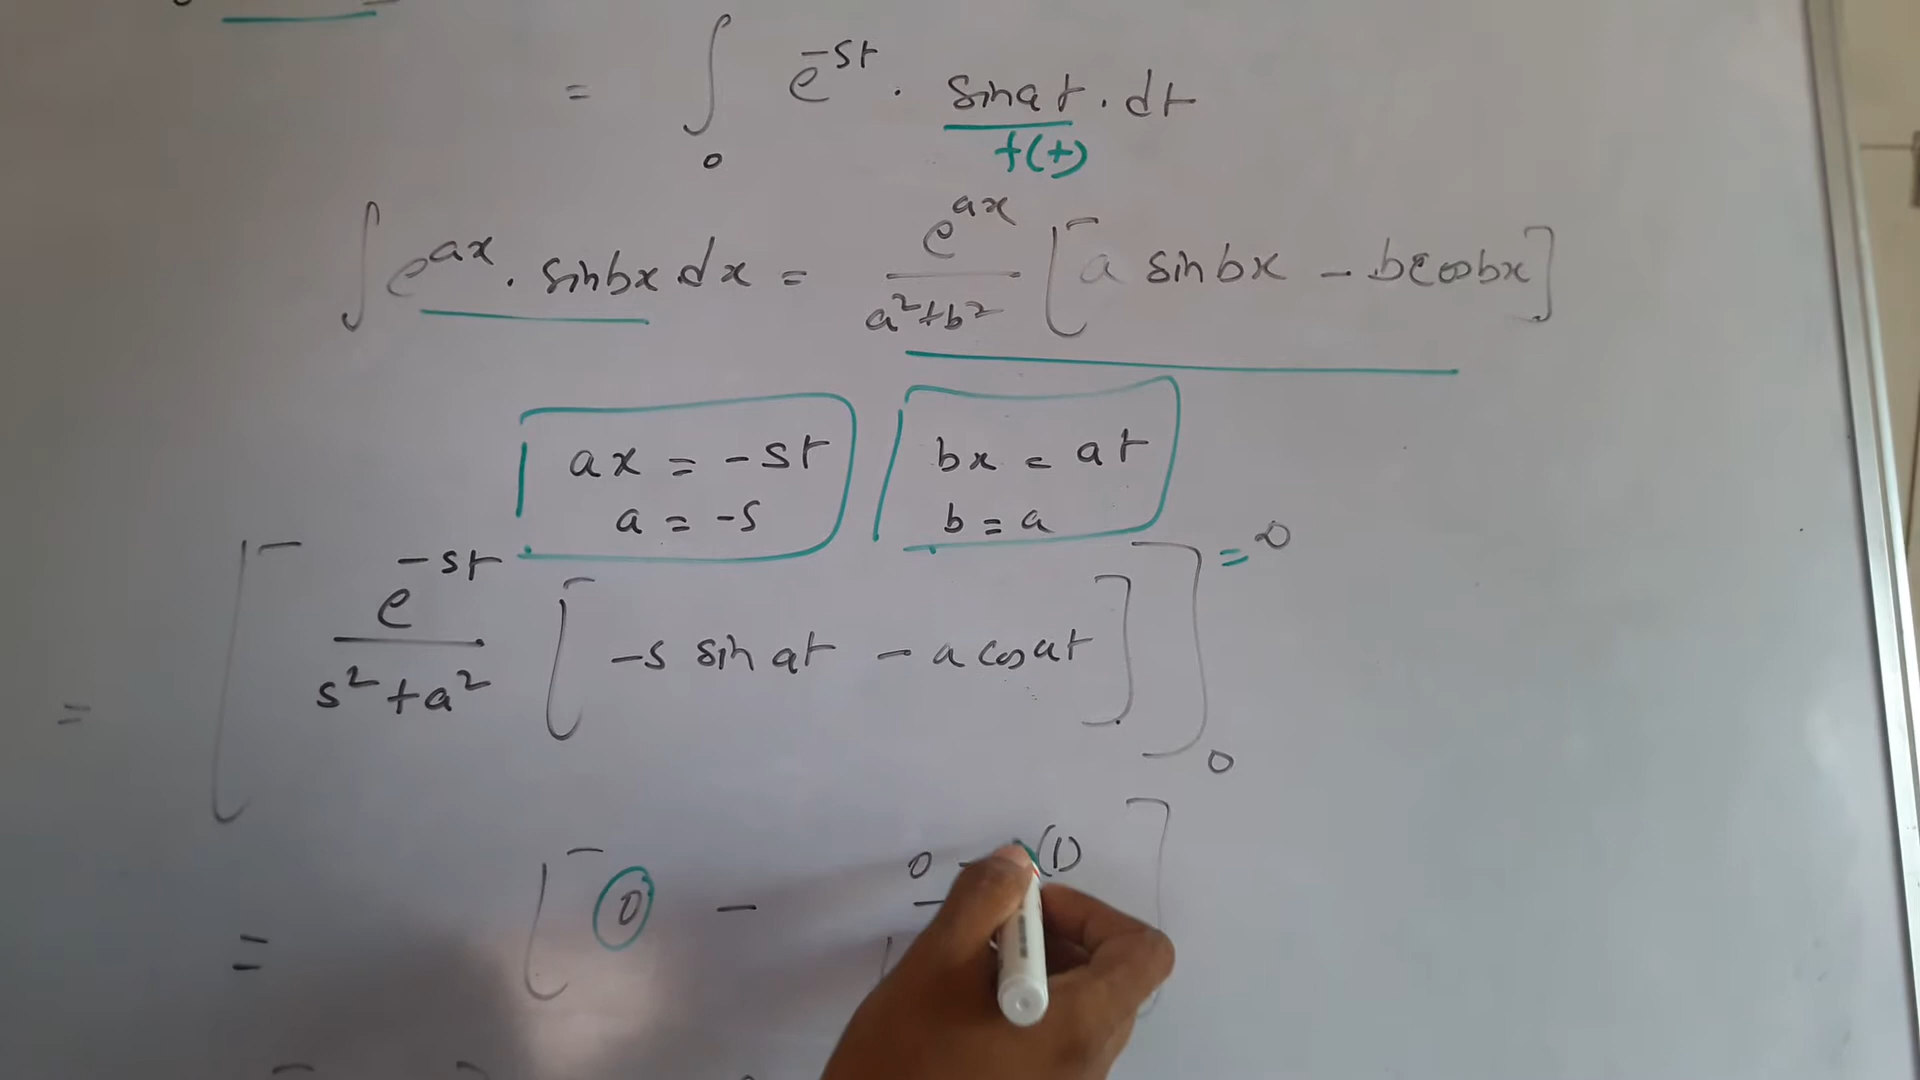 = ∫₀ e^-st . sin at . dt
f(t)
∫ e^ax . sin bx dx = e^ax / a²+b² [a sin bx - b cos bx]
ax = -st bx = at
a = -s b = a
= [ e^-st / s²+a² [ -s sin at - a cos at ] ]₀^=∞
= [ 0 - 0 - (1) ]